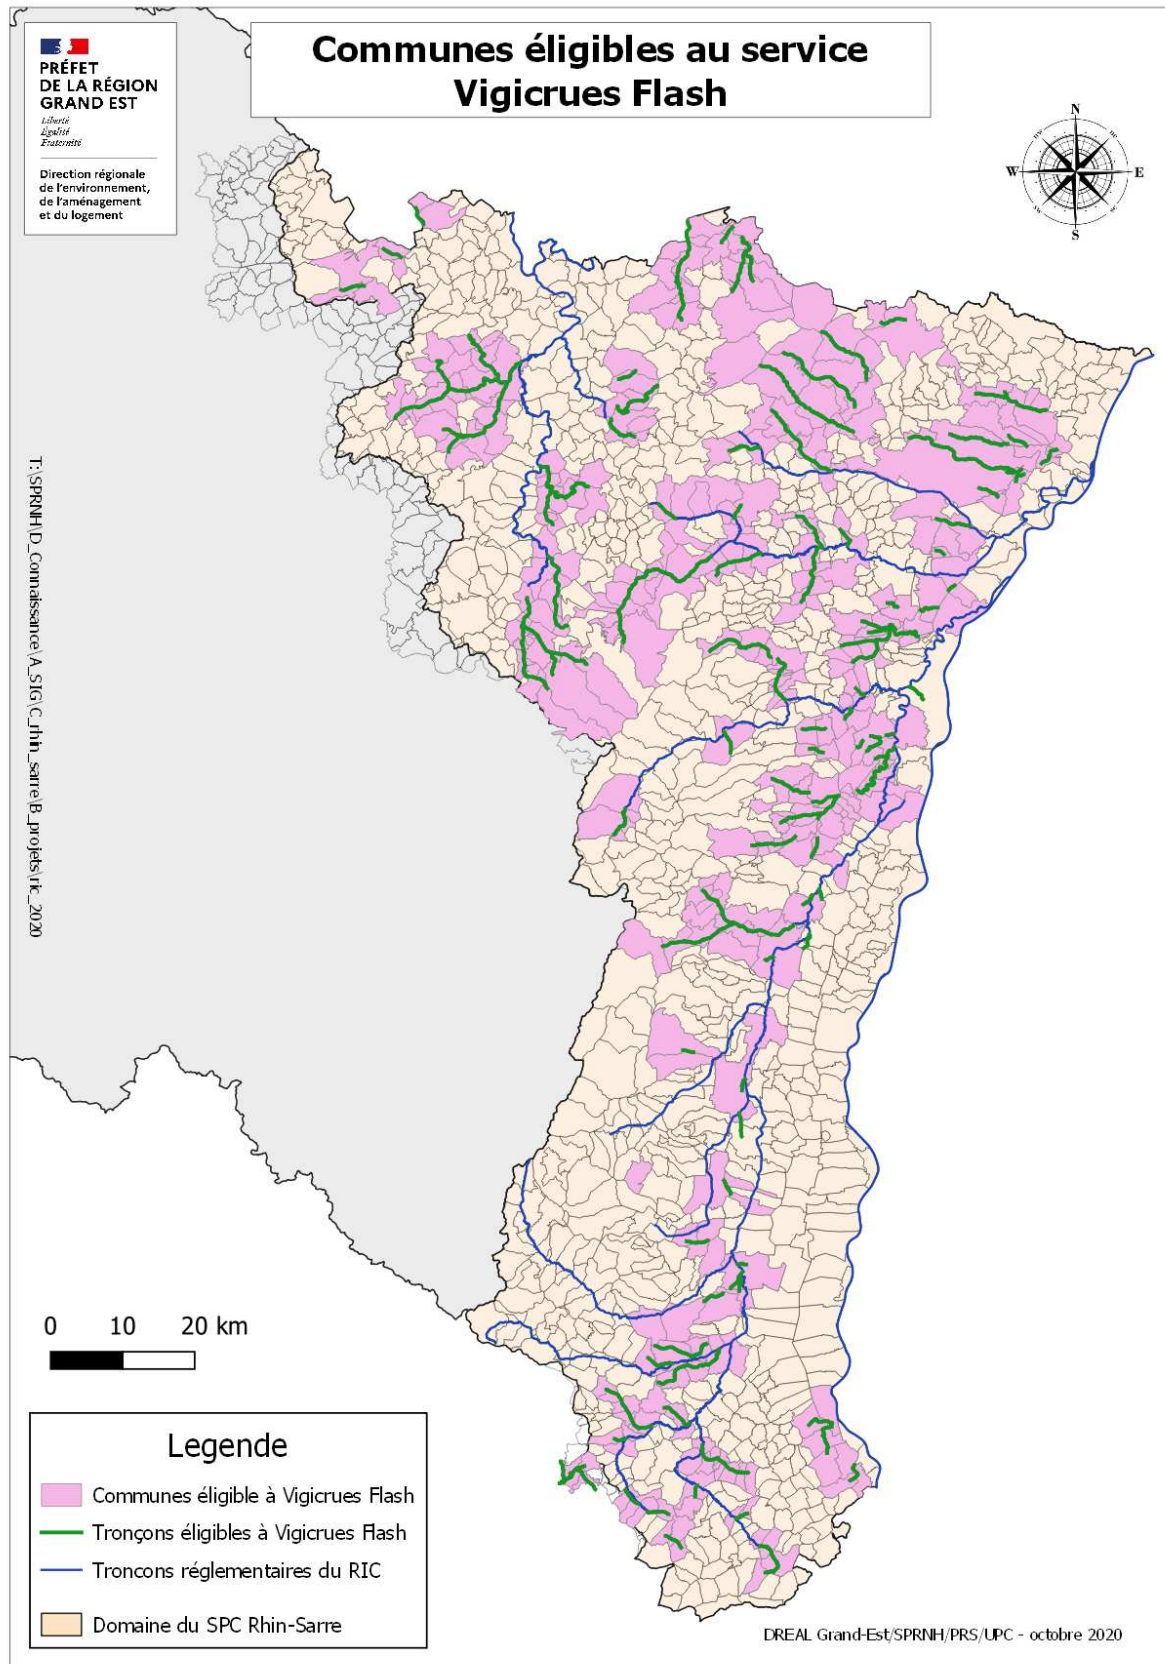 PRÉFET
DE LA RÉGION
GRAND EST
Liberté
Égalité
Fraternité
Direction régionale
de l'environnement,
de l'aménagement
et du logement
Communes éligibles au service
Vigicrues Flash
N
W
E
S
T:\SPRNH\D_Connaissance\A_SIG\C_rhin_sarre\B_projets\ric_2020
0 10 20 km
Legende
Communes éligible à Vigicrues Flash
Tronçons éligibles à Vigicrues Flash
Troncons réglementaires du RIC
Domaine du SPC Rhin-Sarre
DREAL Grand-Est/SPRNH/PRS/UPC - octobre 2020